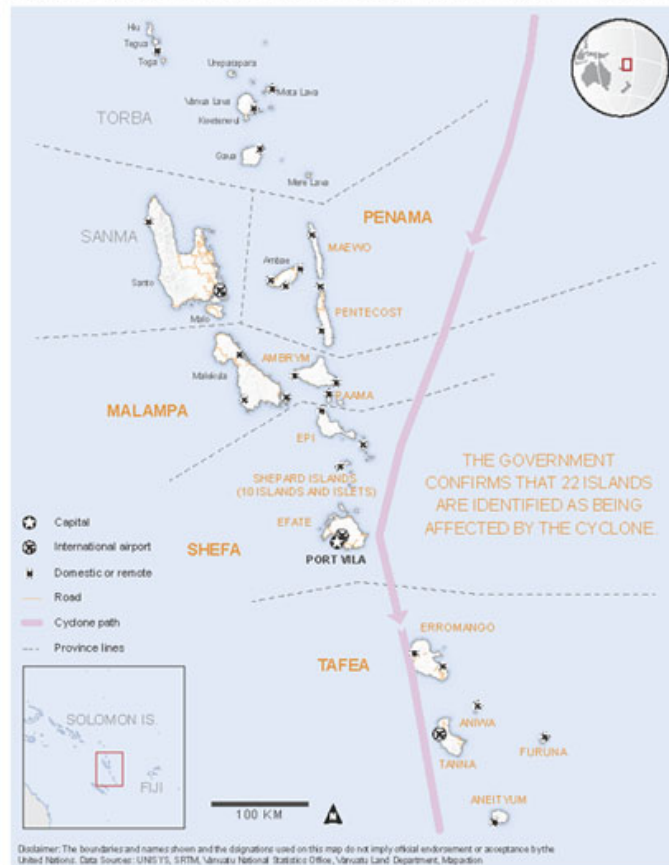 Hiu
Tegua
Toga
Ureparapara
Mota Lava
Vanua Lava
Kwetenwul
TORBA
Gaua
Mere Lava
PENAMA
SANMA
MAEWO
Ambae
Santo
PENTECOST
Malo
AMBRYM
Malekula
PAAMA
MALAMPA
EPI
THE GOVERNMENT
CONFIRMS THAT 22 ISLANDS
ARE IDENTIFIED AS BEING
AFFECTED BY THE CYCLONE.
SHEPARD ISLANDS
(10 ISLANDS AND ISLETS)
EFATE
SHEFA
PORT VILA
Capital
International airport
Domestic or remote
Road
Cyclone path
Province lines
ERROMANGO
TAFEA
ANIWA
FURUNA
TANNA
ANEITYUM
SOLOMON IS.
FIJI
100 KM
N
Disclaimer: The boundaries and names shown and the dsignations used on this map do not imply official endorsement or acceptance by the
United Nations. Data Sources: UNISYS, SRTM, Vanuatu National Statistics Office, Vanuatu Land Department, Mapaction